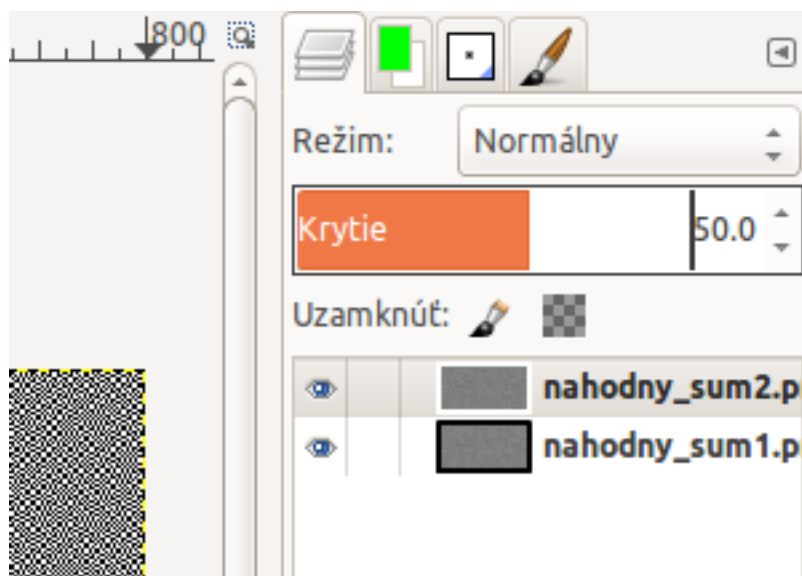 800
Režim: Normálny
Krytie 50.0
Uzamknúť:
nahodny_sum2.p
nahodny_sum1.p